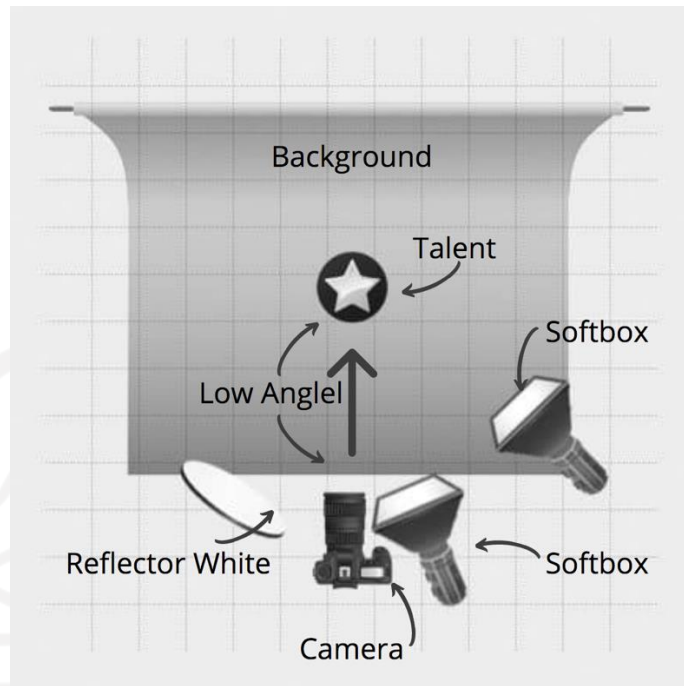 Background
Talent
Softbox
Low Anglel
Reflector White
Softbox
Camera